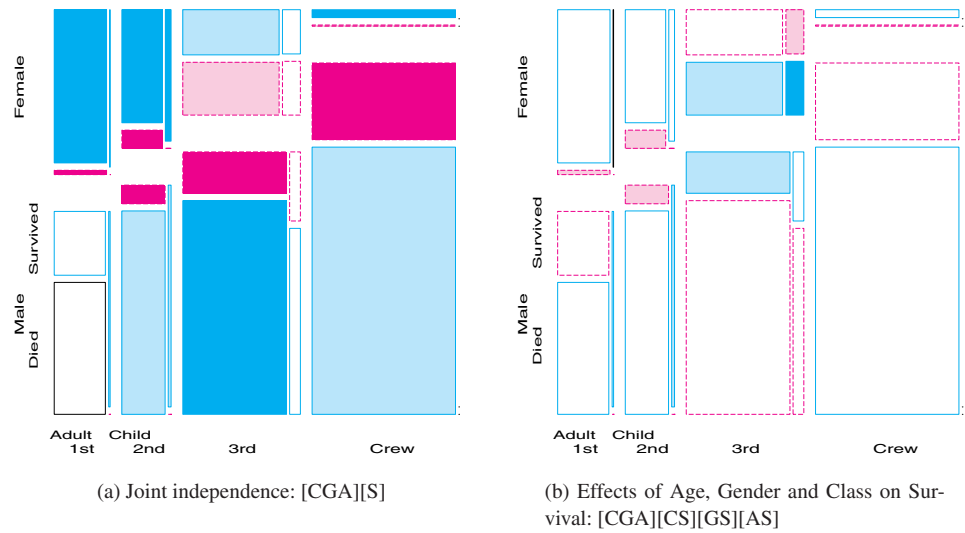 Female
Survived
Male
Died
Adult Child
1st 2nd 3rd Crew
(a) Joint independence: [CGA][S]
Female
Survived
Male
Died
Adult Child
1st 2nd 3rd Crew
(b) Effects of Age, Gender and Class on Sur-
vival: [CGA][CS][GS][AS]